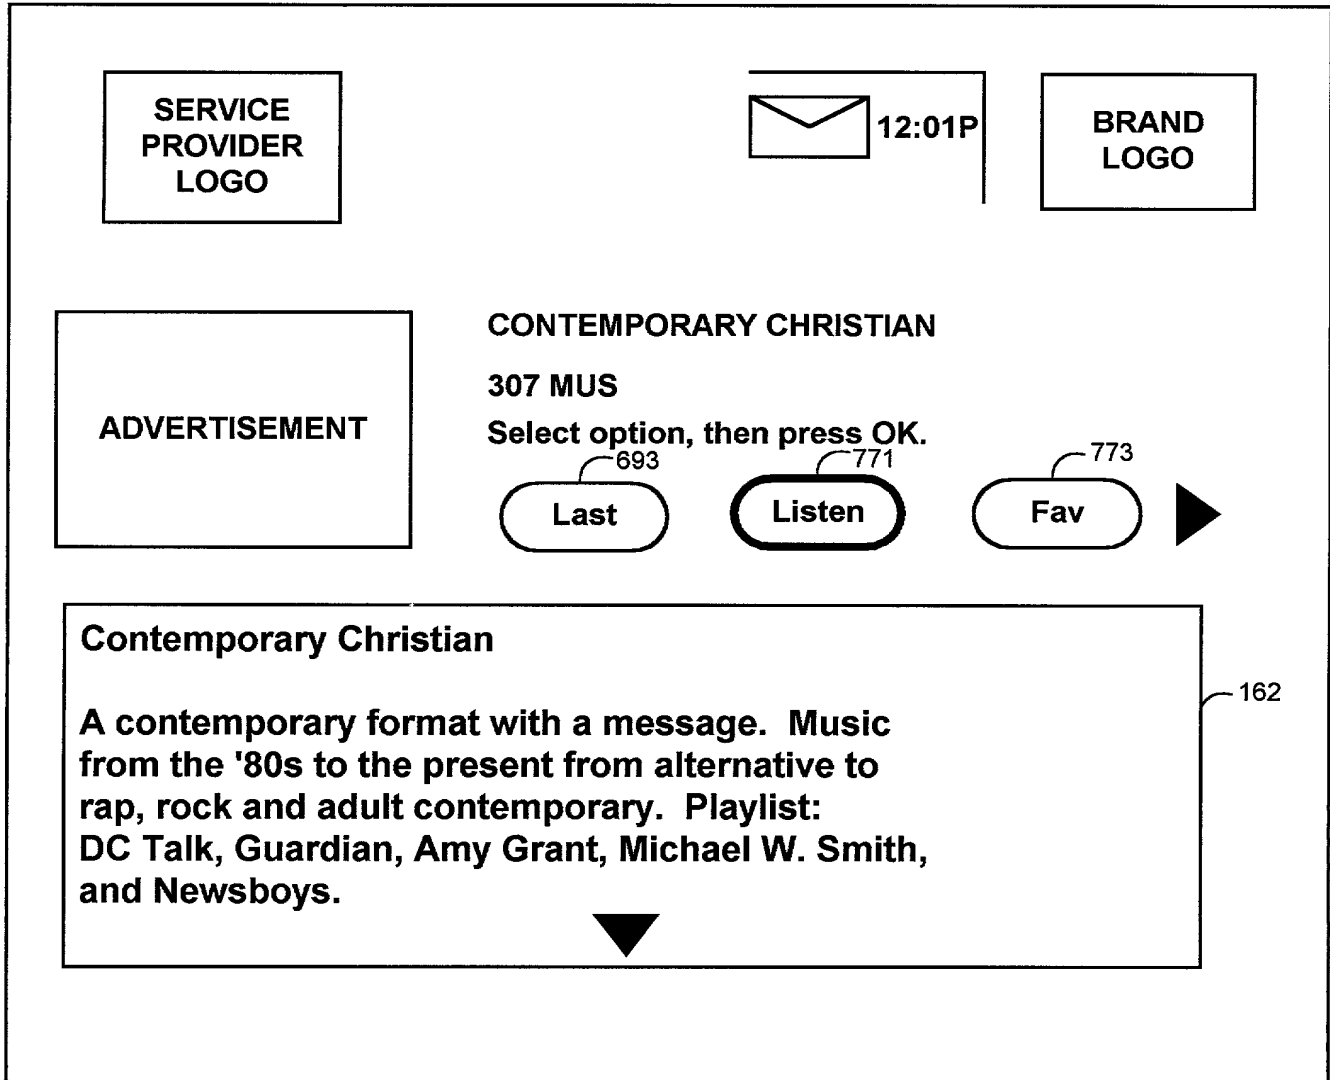 SERVICE
PROVIDER
LOGO
12:01P
BRAND
LOGO
ADVERTISEMENT
CONTEMPORARY CHRISTIAN
307 MUS
Select option, then press OK.
693
771
773
Last
Listen
Fav
Contemporary Christian
A contemporary format with a message.  Music
from the '80s to the present from alternative to
rap, rock and adult contemporary.  Playlist:
DC Talk, Guardian, Amy Grant, Michael W. Smith,
and Newsboys.
162